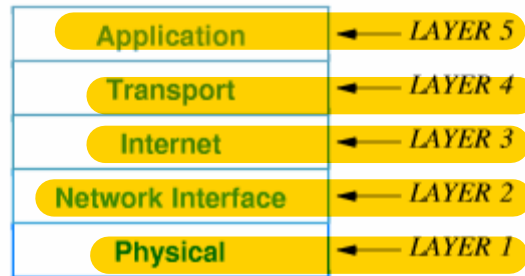 Application LAYER 5
Transport LAYER 4
Internet LAYER 3
Network Interface LAYER 2
Physical LAYER 1